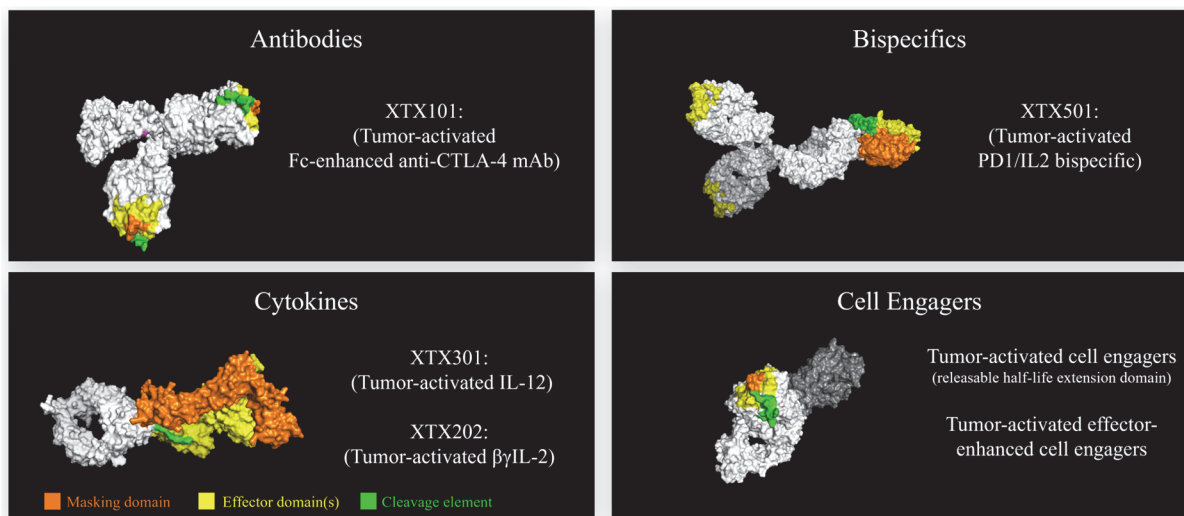 Antibodies
XTX101:
(Tumor-activated
Fc-enhanced anti-CTLA-4 mAb)
Bispecifics
XTX501:
(Tumor-activated
PD1/IL2 bispecific)
Cytokines
XTX301:
(Tumor-activated IL-12)
XTX202:
(Tumor-activated βγIL-2)
Masking domain
Effector domain(s)
Cleavage element
Cell Engagers
Tumor-activated cell engagers
(releasable half-life extension domain)
Tumor-activated effector-
enhanced cell engagers